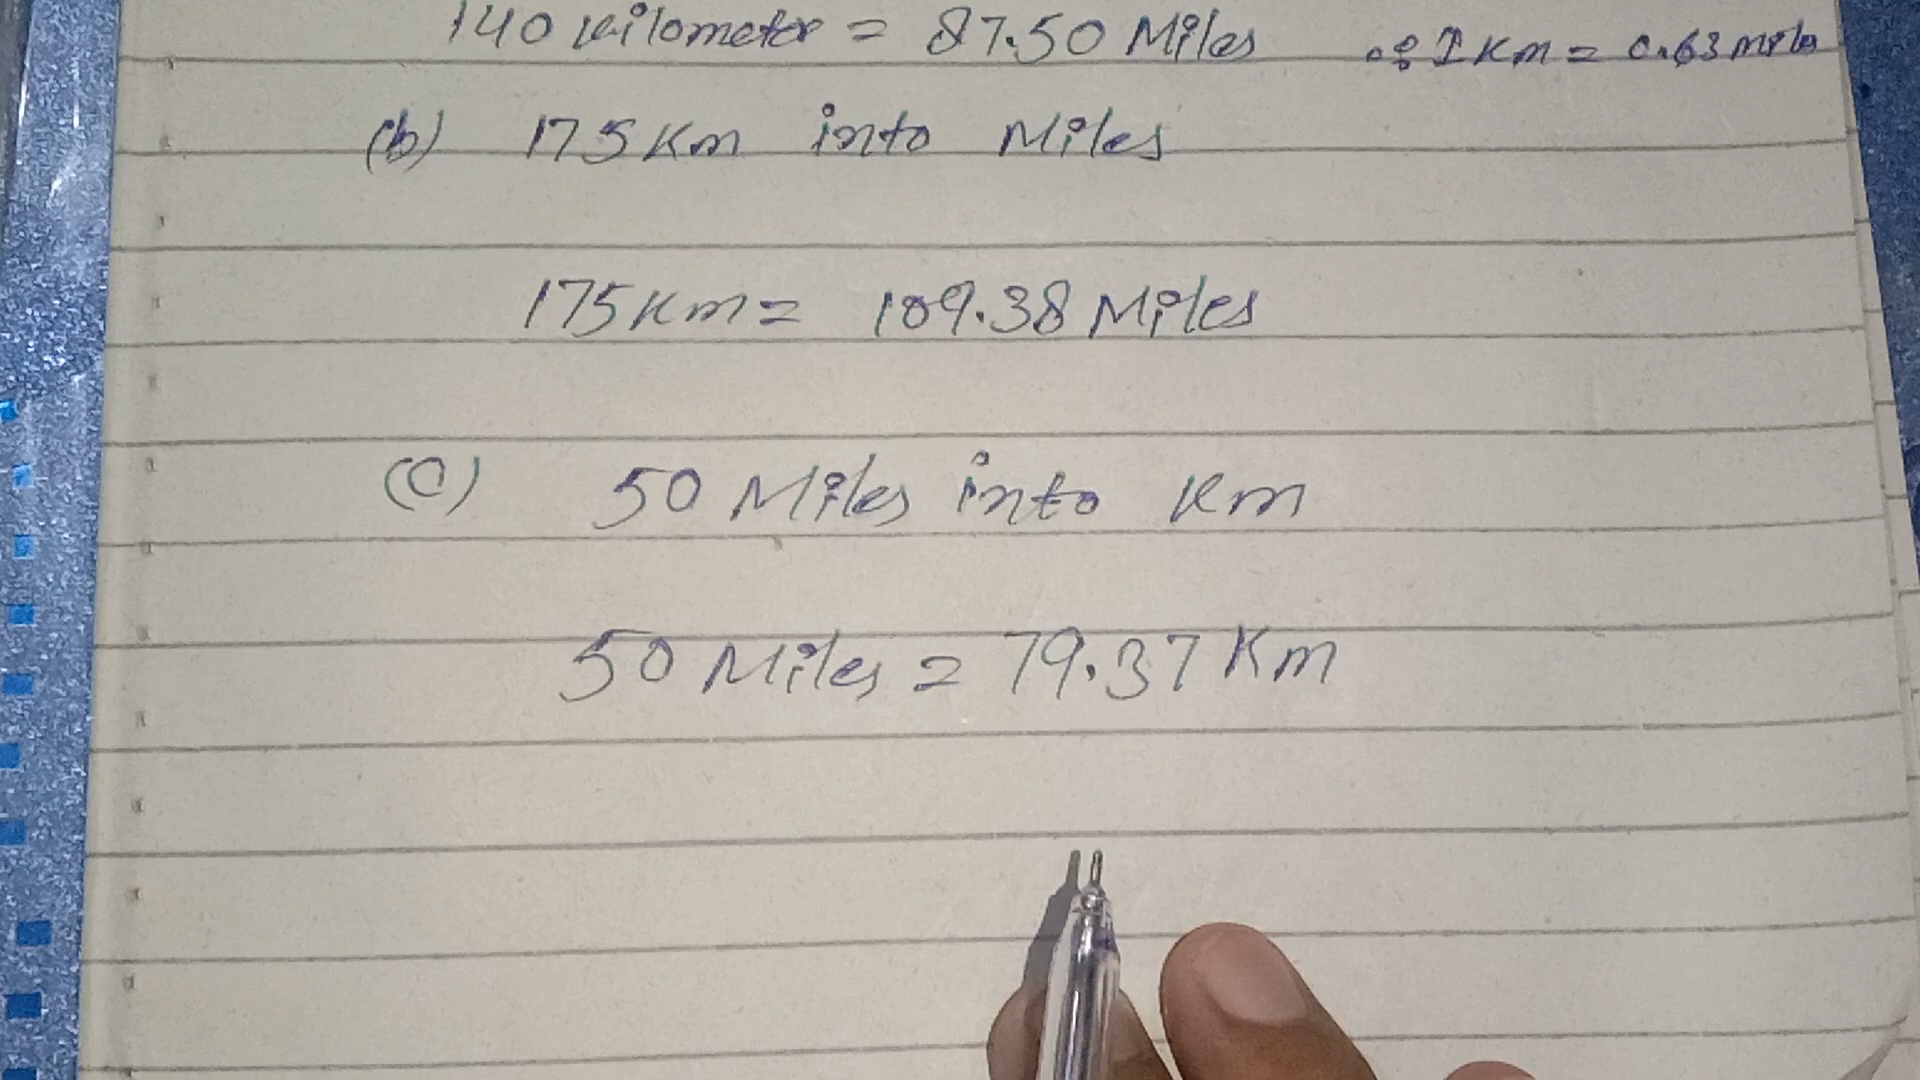 140 kilometer = 87.50 Miles ∴ 1 Km = 0.63 miles
(b) 175 Km into Miles
175 Km = 109.38 Miles
(c) 50 Miles into Km
50 Miles = 79.37 Km